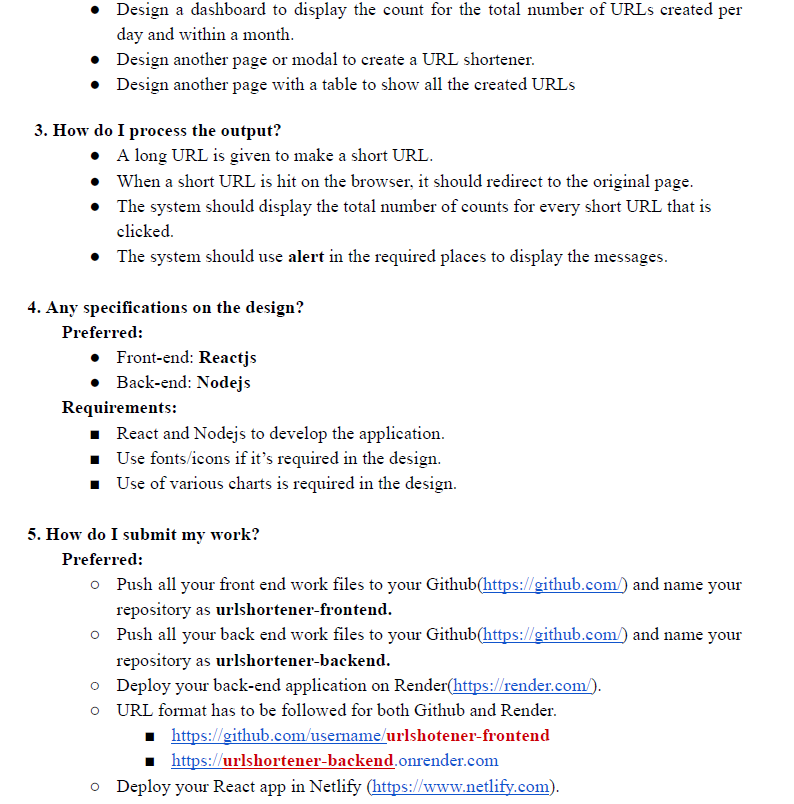 ● Design a dashboard to display the count for the total number of URLs created per
day and within a month.
● Design another page or modal to create a URL shortener.
● Design another page with a table to show all the created URLs
3. How do I process the output?
● A long URL is given to make a short URL.
● When a short URL is hit on the browser, it should redirect to the original page.
● The system should display the total number of counts for every short URL that is
clicked.
● The system should use alert in the required places to display the messages.
4. Any specifications on the design?
Preferred:
● Front-end: Reactjs
● Back-end: Nodejs
Requirements:
■ React and Nodejs to develop the application.
■ Use fonts/icons if it’s required in the design.
■ Use of various charts is required in the design.
5. How do I submit my work?
Preferred:
○ Push all your front end work files to your Github(https://github.com/) and name your
repository as urlshortener-frontend.
○ Push all your back end work files to your Github(https://github.com/) and name your
repository as urlshortener-backend.
○ Deploy your back-end application on Render(https://render.com/).
○ URL format has to be followed for both Github and Render.
■ https://github.com/username/urlshotener-frontend
■ https://urlshortener-backend.onrender.com
○ Deploy your React app in Netlify (https://www.netlify.com).